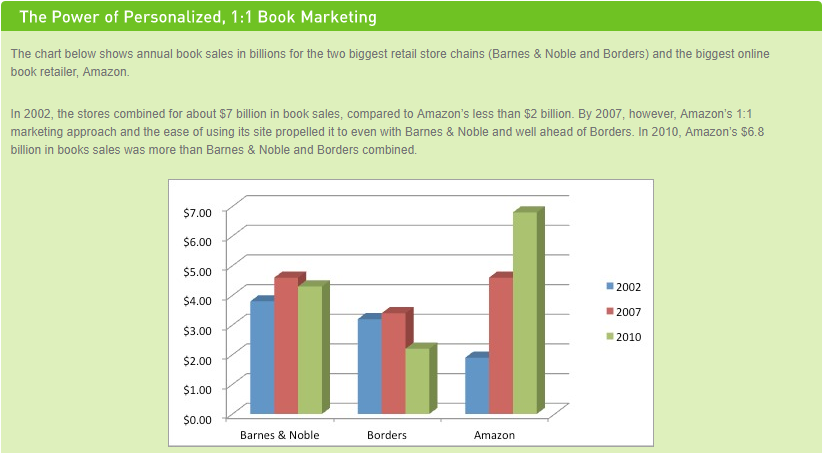 The Power of Personalized, 1:1 Book Marketing
The chart below shows annual book sales in billions for the two biggest retail store chains (Barnes & Noble and Borders) and the biggest online
book retailer, Amazon.
In 2002, the stores combined for about $7 billion in book sales, compared to Amazon's less than $2 billion. By 2007, however, Amazon's 1:1
marketing approach and the ease of using its site propelled it to even with Barnes & Noble and well ahead of Borders. In 2010, Amazon's $6.8
billion in books sales was more than Barnes & Noble and Borders combined.
$7.00
$6.00
$5.00
$4.00
$3.00
$2.00
$1.00
$0.00
Barnes & Noble Borders Amazon
2002
2007
2010